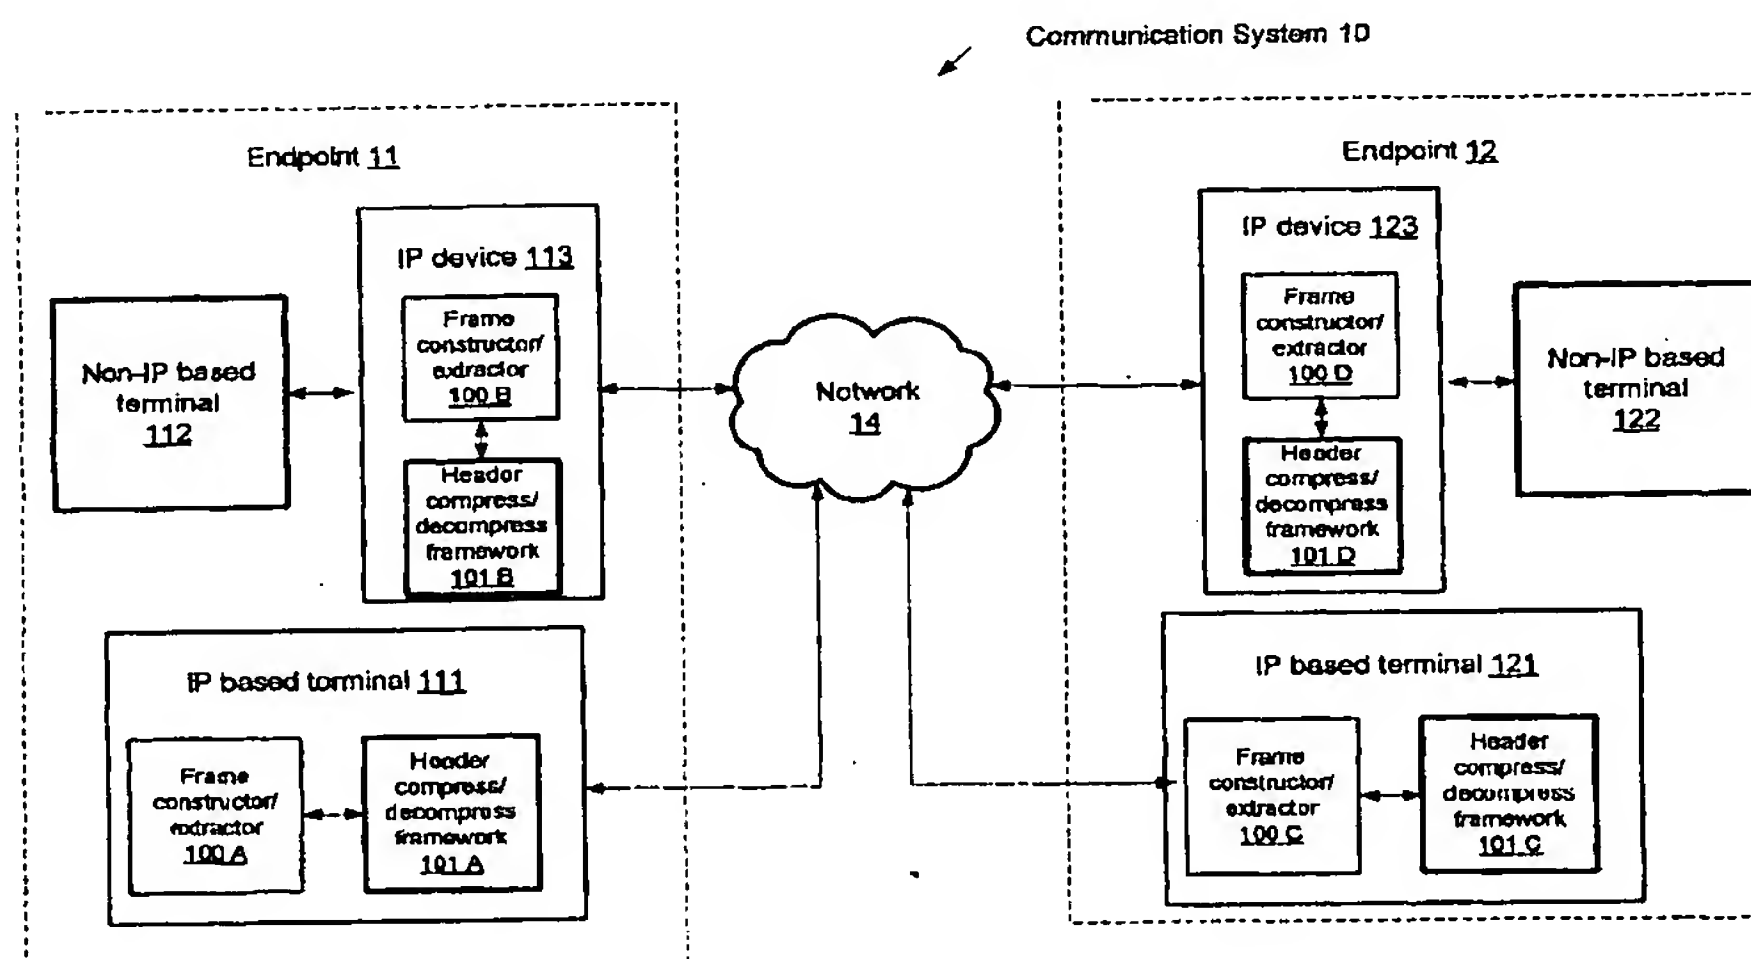 Communication System 10
Endpoint 11
IP device 113
Frame
constructor/
extractor
100 B
Header
compress/
decompress
framework
101 B
Non-IP based
terminal
112
IP based terminal 111
Frame
constructor/
extractor
100 A
Header
compress/
decompress
framework
101 A
Network
14
Endpoint 12
IP device 123
Frame
constructor/
extractor
100 D
Header
compress/
decompress
framework
101 D
Non-IP based
terminal
122
IP based terminal 121
Frame
constructor/
extractor
100 C
Header
compress/
decompress
framework
101 C